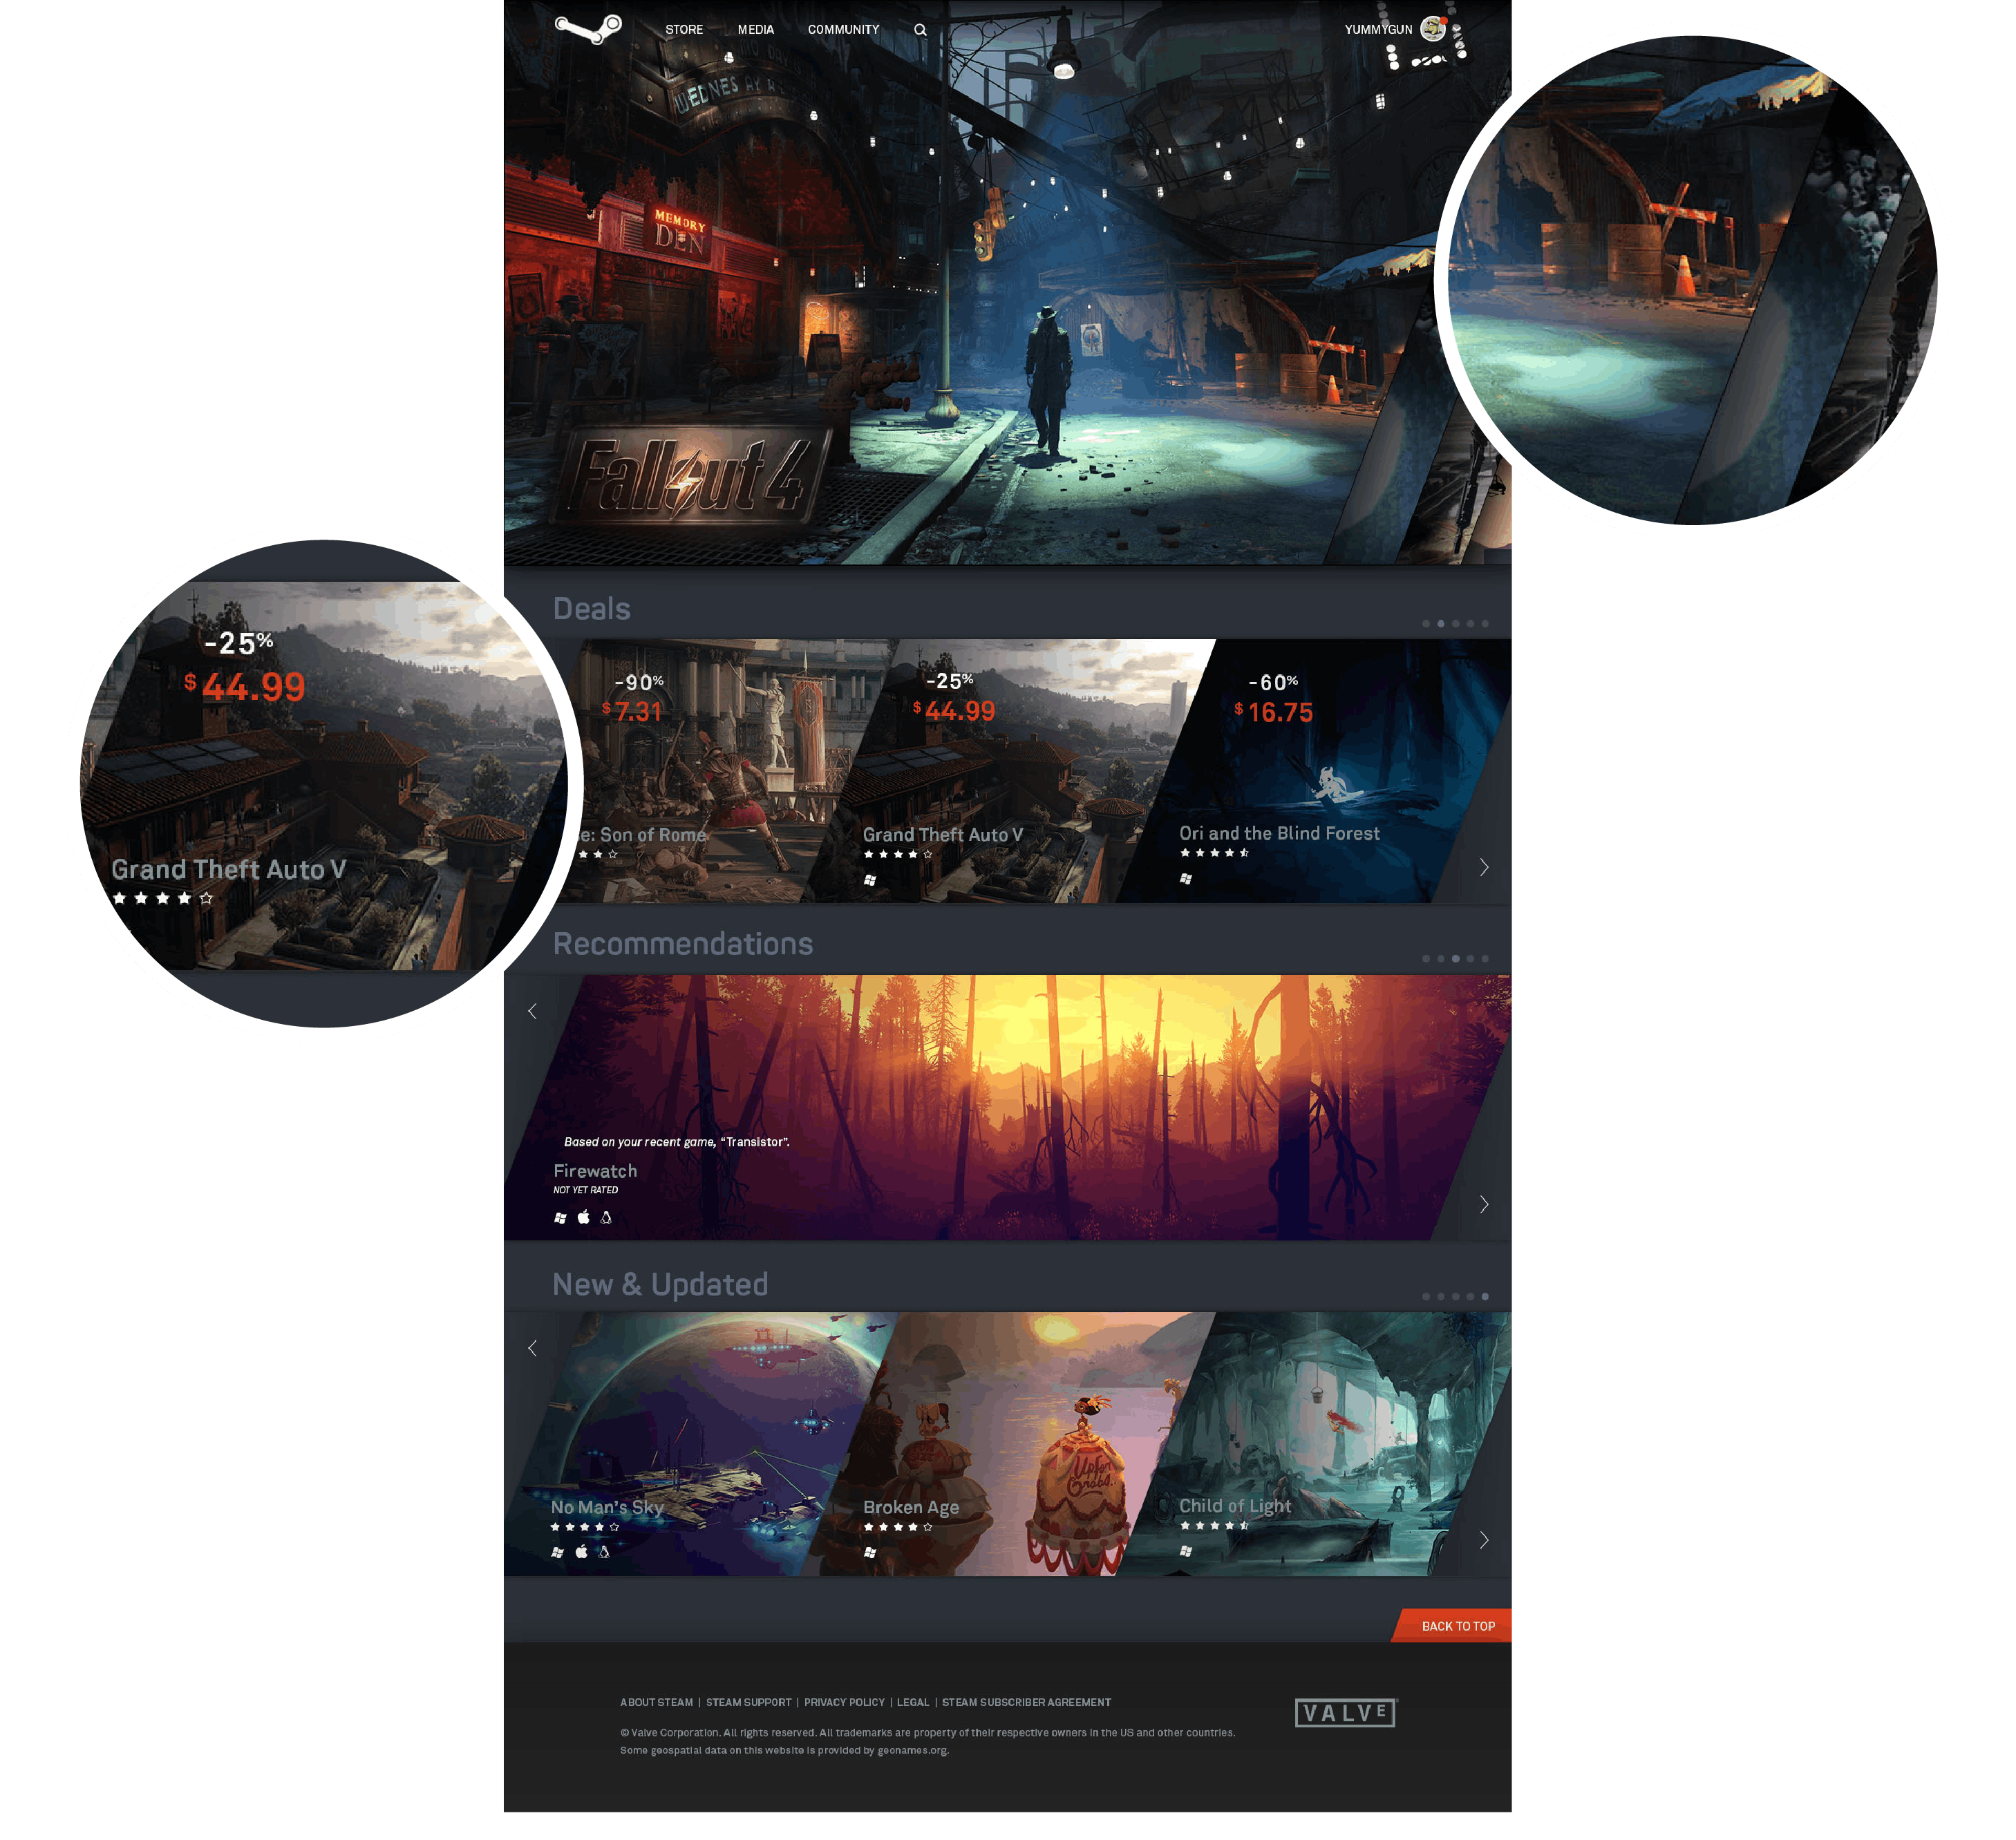 STORE MEDIA COMMUNITY YUMMYGUN
WEDNES AY
MEMORY
DEN
Fallout 4
Deals
-90%
$7.31
-25%
$44.99
-60%
$16.75
e: Son of Rome
Grand Theft Auto V
Ori and the Blind Forest
-25%
$44.99
Grand Theft Auto V
Recommendations
Based on your recent game, “Transistor”.
Firewatch
NOT YET RATED
New & Updated
No Man's Sky
Broken Age
Child of Light
BACK TO TOP
ABOUT STEAM | STEAM SUPPORT | PRIVACY POLICY | LEGAL | STEAM SUBSCRIBER AGREEMENT
VALVE
© Valve Corporation. All rights reserved. All trademarks are property of their respective owners in the US and other countries.
Some geospatial data on this website is provided by geonames.org.